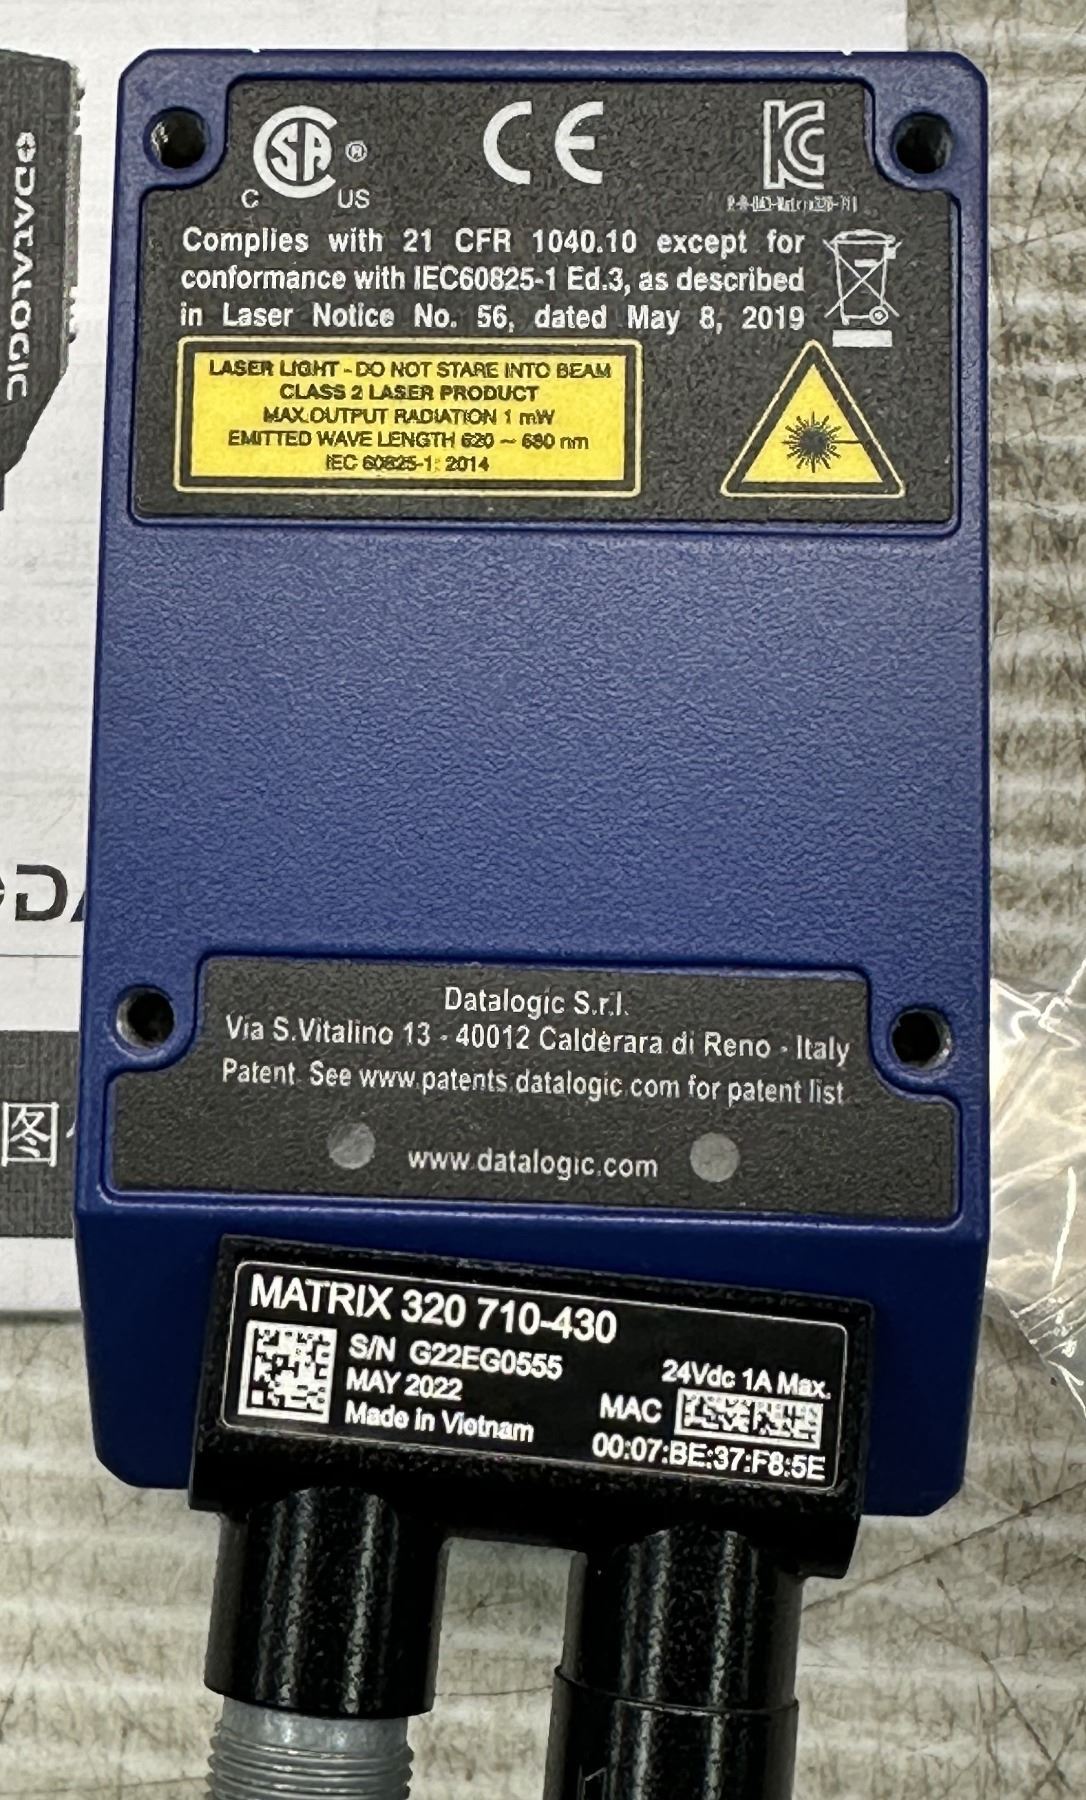 DATALOGIC
C SA ® US
CE
KC
Complies with 21 CFR 1040.10 except for
conformance with IEC60825-1 Ed.3, as described
in Laser Notice No. 56, dated May 8, 2019
LASER LIGHT - DO NOT STARE INTO BEAM
CLASS 2 LASER PRODUCT
MAX.OUTPUT RADIATION 1 mW
EMITTED WAVE LENGTH 620 ~ 680 nm
IEC 60825-1: 2014
DA
Datalogic S.r.l.
Via S.Vitalino 13 - 40012 Calderara di Reno - Italy
Patent. See www.patents.datalogic.com for patent list
图
www.datalogic.com
MATRIX 320 710-430
S/N G22EG0555
MAY 2022
Made in Vietnam
24Vdc 1A Max.
MAC
00:07:BE:37:F8:5E